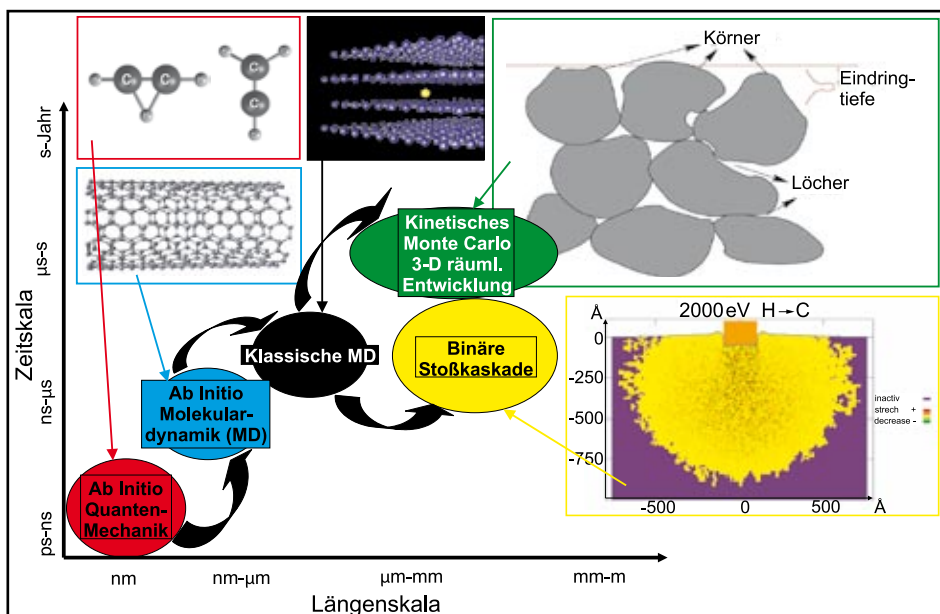 Zeitskala
s-Jahr
µs-s
ns-µs
ps-ns
nm
nm-µm
µm-mm
mm-m
Längenskala
Körner
Eindring-
tiefe
Löcher
Kinetisches
Monte Carlo
3-D räuml.
Entwicklung
Klassische MD
Binäre
Stoßkaskade
Ab Initio
Molekular-
dynamik (MD)
Ab Initio
Quanten-
Mechanik
Å
2000 eV H→C
0
-250
-500
-750
-500
0
500
Å
inactiv
strech +
decrease -